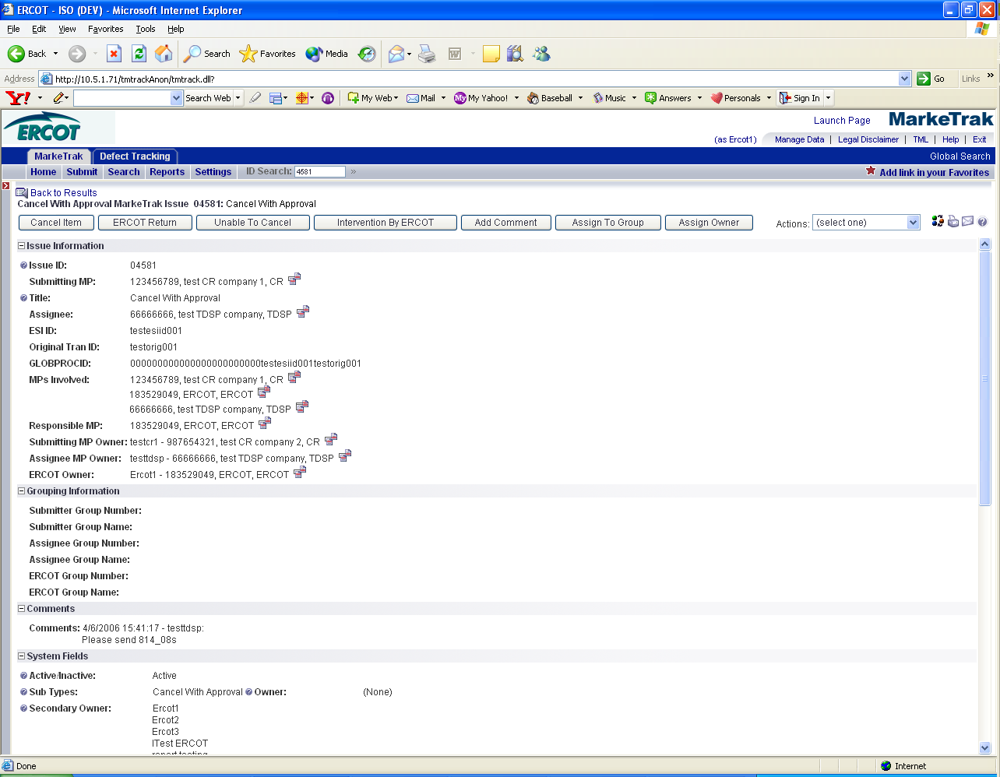 ERCOT - ISO (DEV) - Microsoft Internet Explorer
File Edit View Favorites Tools Help
Back Search Favorites Media
Address http://10.5.1.71/tmtrackAnon/tmtrack.dll? Go Links »
Y! Search Web My Web Mail My Yahoo! Baseball Music Answers Personals Sign In
ERCOT Launch Page MarkeTrak
(as Ercot1) Manage Data | Legal Disclaimer | TML | Help | Exit
MarkeTrak Defect Tracking Global Search
Home Submit Search Reports Settings ID Search: 4581 » Add link in your Favorites
Back to Results
Cancel With Approval MarkeTrak Issue 04581: Cancel With Approval
Cancel Item ERCOT Return Unable To Cancel Intervention By ERCOT Add Comment Assign To Group Assign Owner Actions: (select one)
Issue Information
Issue ID: 04581
Submitting MP: 123456789, test CR company 1, CR
Title: Cancel With Approval
Assignee: 66666666, test TDSP company, TDSP
ESI ID: testesiid001
Original Tran ID: testorig001
GLOBPROCID: 000000000000000000000000testesiid001testorig001
MPs Involved: 123456789, test CR company 1, CR
183529049, ERCOT, ERCOT
66666666, test TDSP company, TDSP
Responsible MP: 183529049, ERCOT, ERCOT
Submitting MP Owner: testcr1 - 987654321, test CR company 2, CR
Assignee MP Owner: testtdsp - 66666666, test TDSP company, TDSP
ERCOT Owner: Ercot1 - 183529049, ERCOT, ERCOT
Grouping Information
Submitter Group Number:
Submitter Group Name:
Assignee Group Number:
Assignee Group Name:
ERCOT Group Number:
ERCOT Group Name:
Comments
Comments: 4/6/2006 15:41:17 - testtdsp:
Please send 814_08s
System Fields
Active/Inactive: Active
Sub Types: Cancel With Approval Owner: (None)
Secondary Owner: Ercot1
Ercot2
Ercot3
ITest ERCOT
report testing
Done Internet